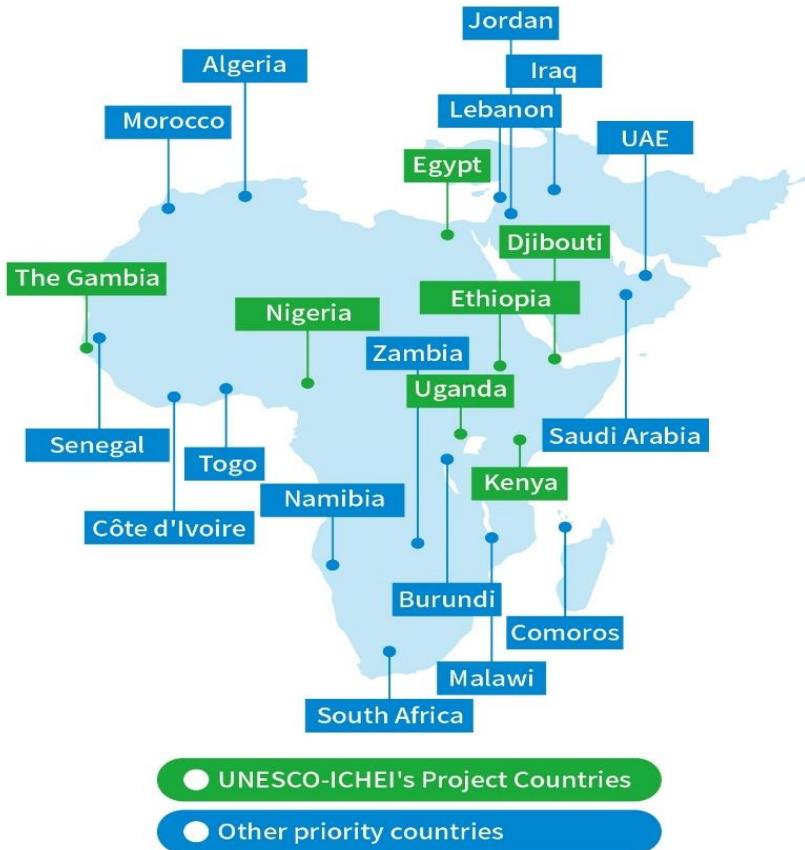 Jordan
Algeria
Iraq
Lebanon
Morocco
UAE
Egypt
Djibouti
The Gambia
Ethiopia
Nigeria
Zambia
Uganda
Saudi Arabia
Senegal
Togo
Kenya
Namibia
Côte d'Ivoire
Burundi
Comoros
Malawi
South Africa
UNESCO-ICHEI's Project Countries
Other priority countries